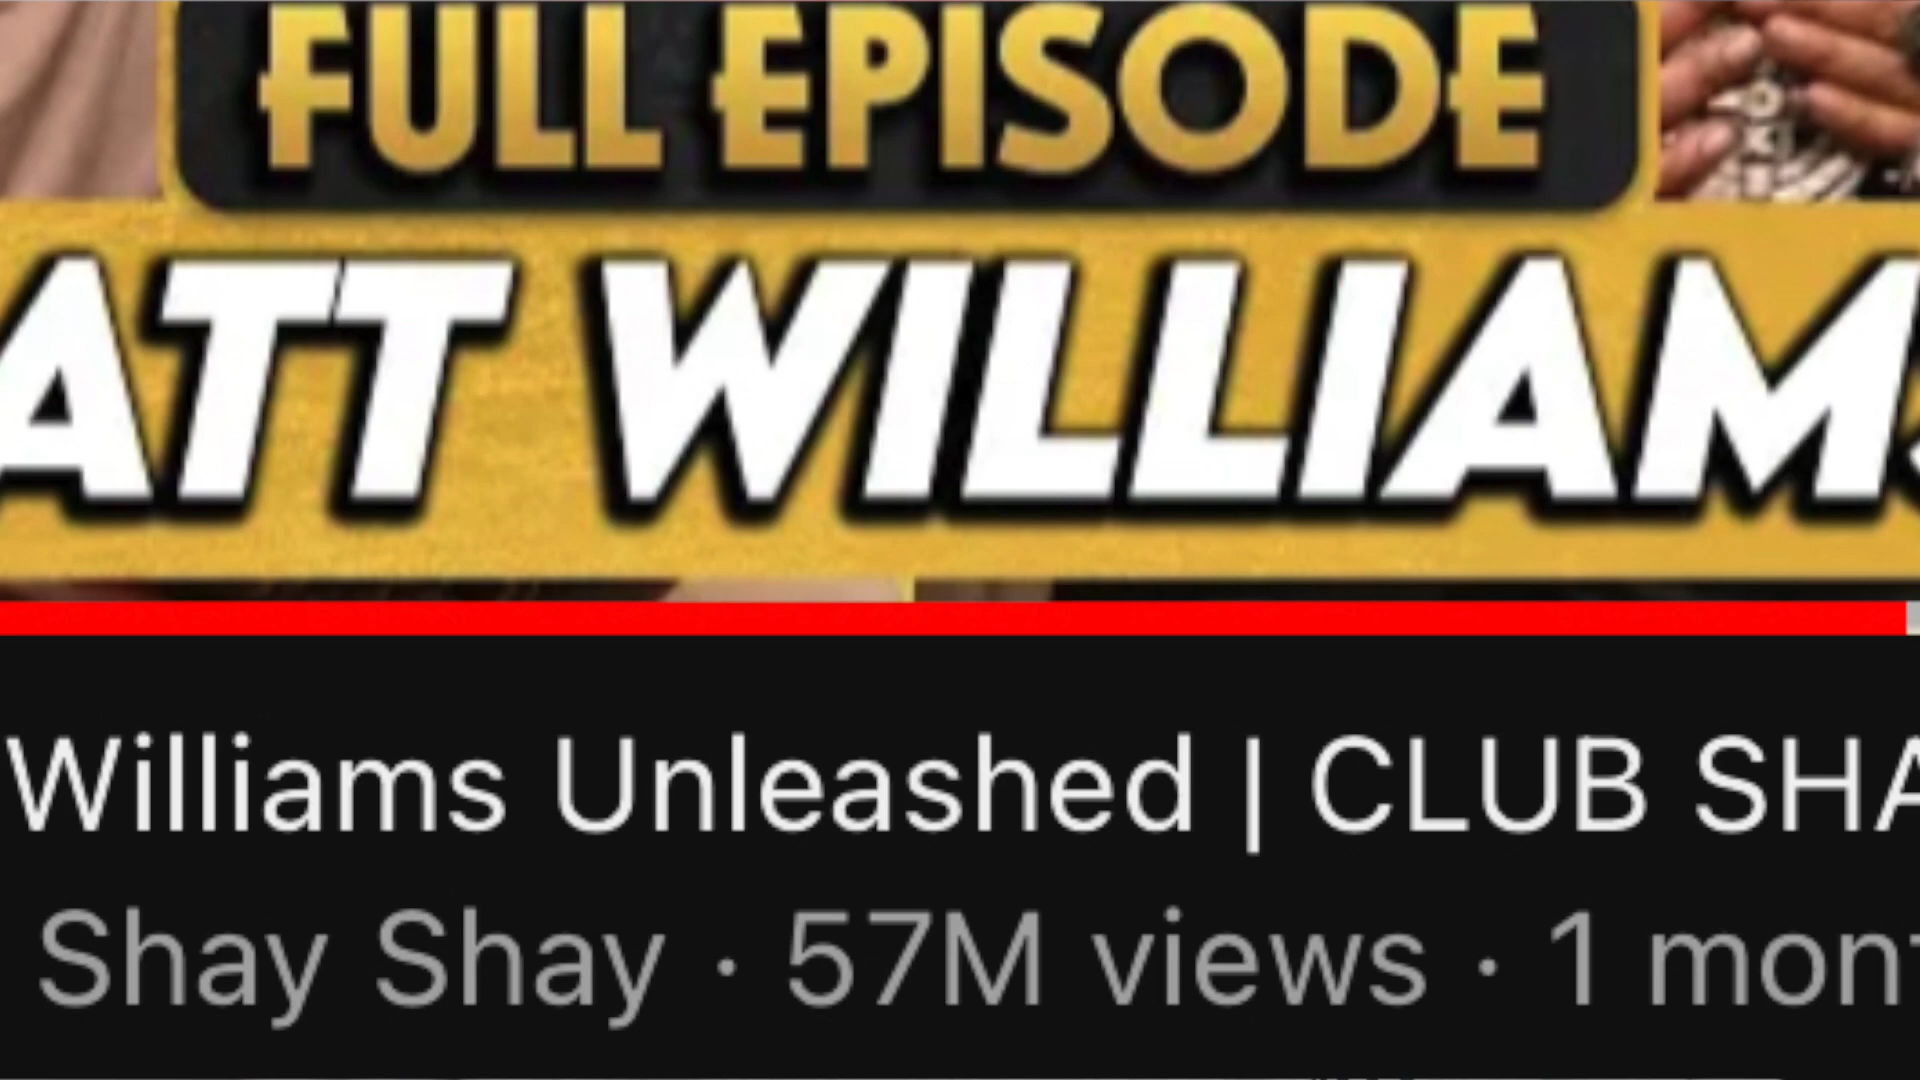 FULL EPISODE
ATT WILLIAMS
Williams Unleashed | CLUB SHA
Shay Shay · 57M views · 1 mont